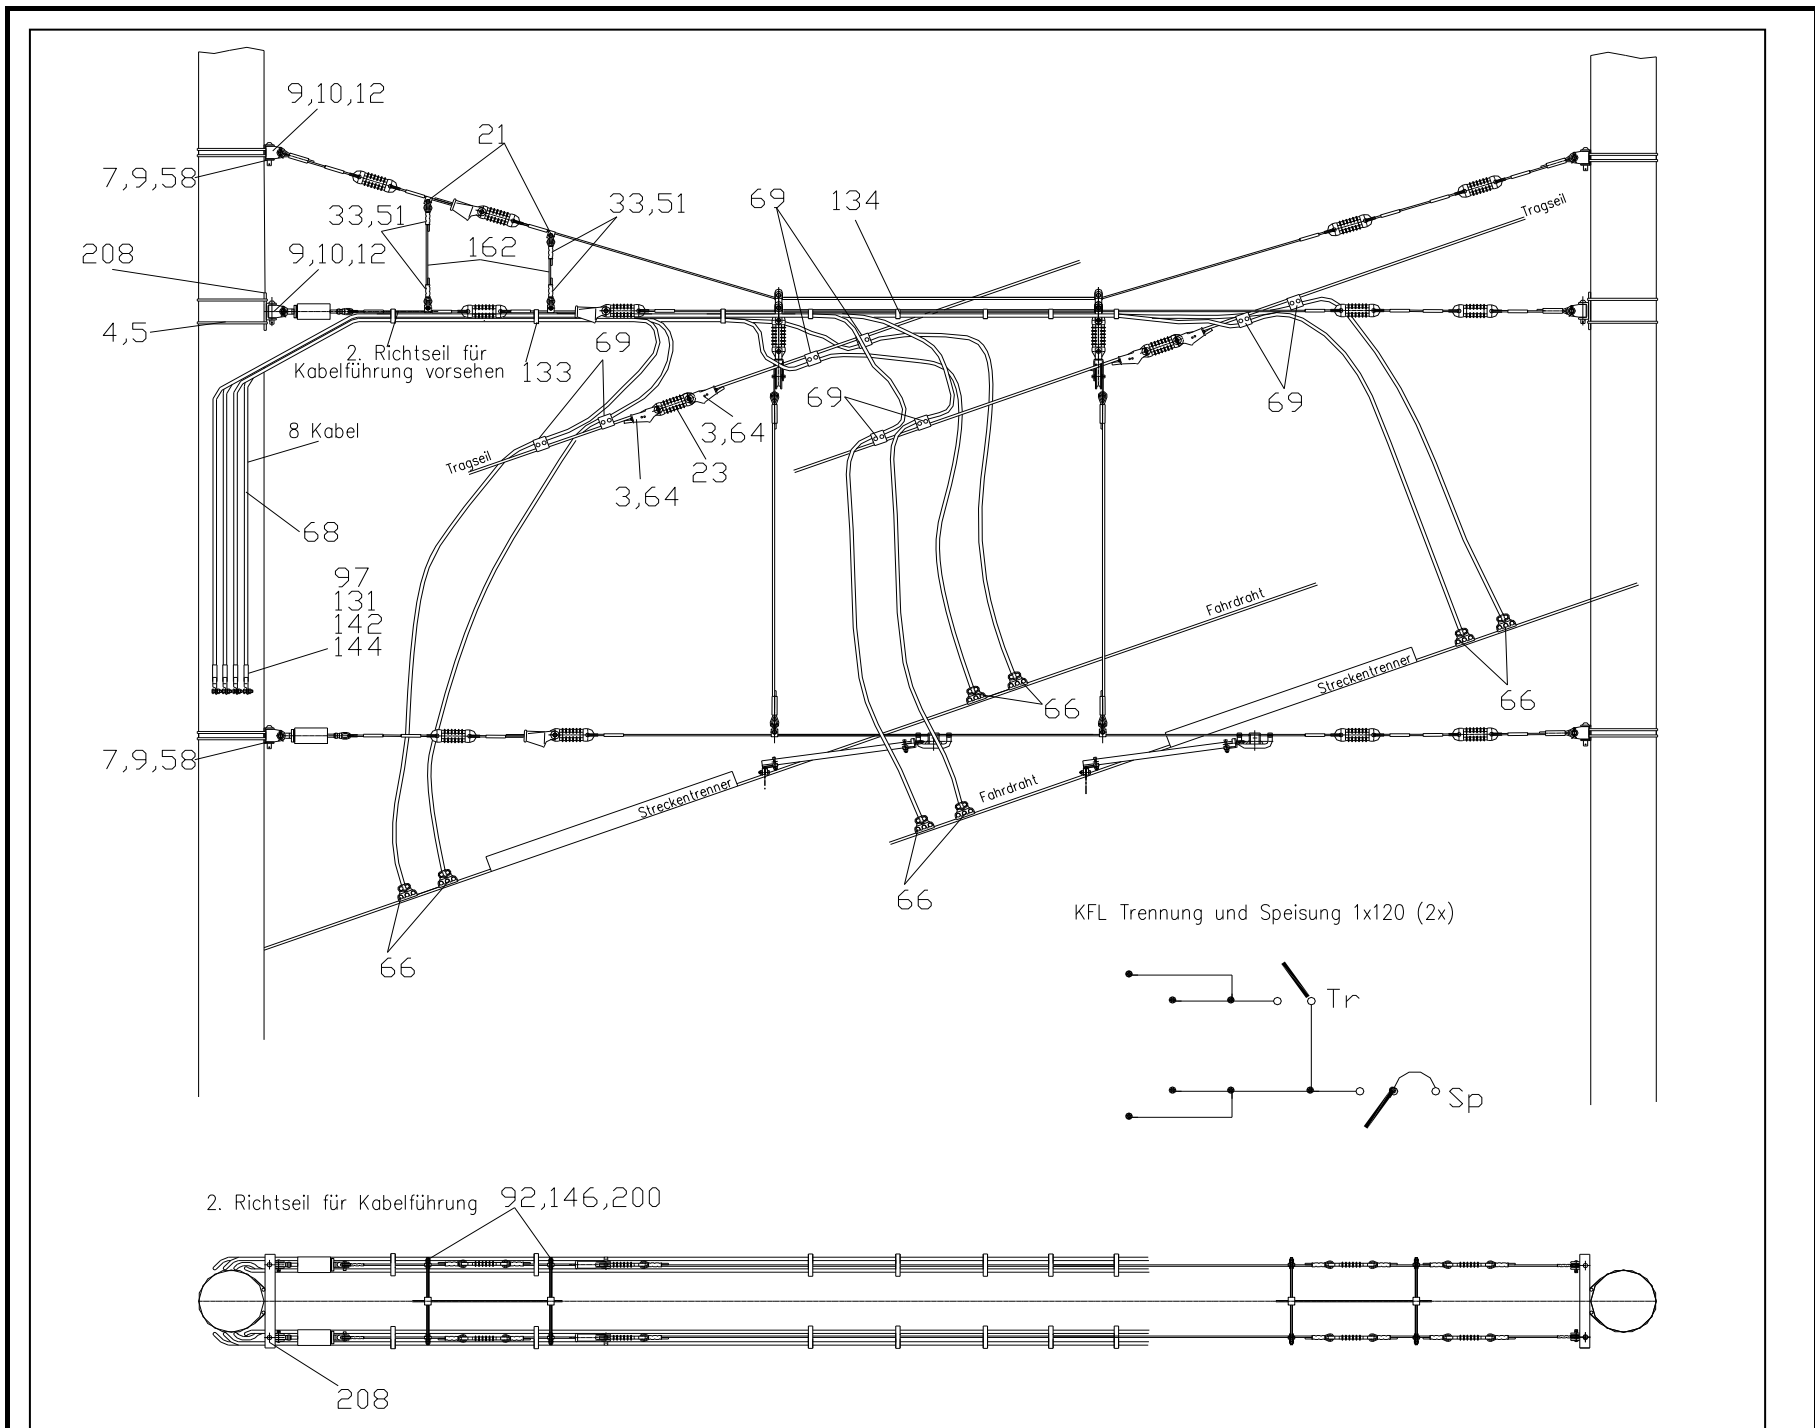 9,10,12
21
7,9,58
33,51
33,51
69
134
Tragseil
208
9,10,12
162
4,5
2. Richtseil für
Kabelführung vorsehen
133
69
69
69
8 Kabel
3,64
Tragseil
23
3,64
68
97
131
142
144
Fahrdraht
Streckentrenner
66
66
7,9,58
Streckentrenner
Fahrdraht
66
66
KFL Trennung und Speisung 1x120 (2x)
Tr
Sp
2. Richtseil für Kabelführung
92,146,200
208